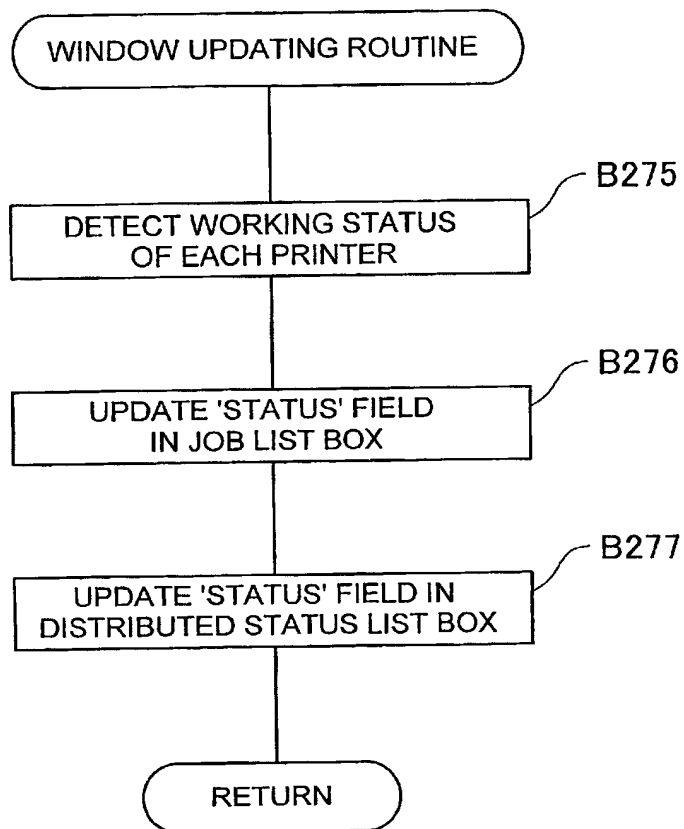 WINDOW UPDATING ROUTINE
B275
DETECT WORKING STATUS
OF EACH PRINTER
B276
UPDATE 'STATUS' FIELD
IN JOB LIST BOX
B277
UPDATE 'STATUS' FIELD IN
DISTRIBUTED STATUS LIST BOX
RETURN